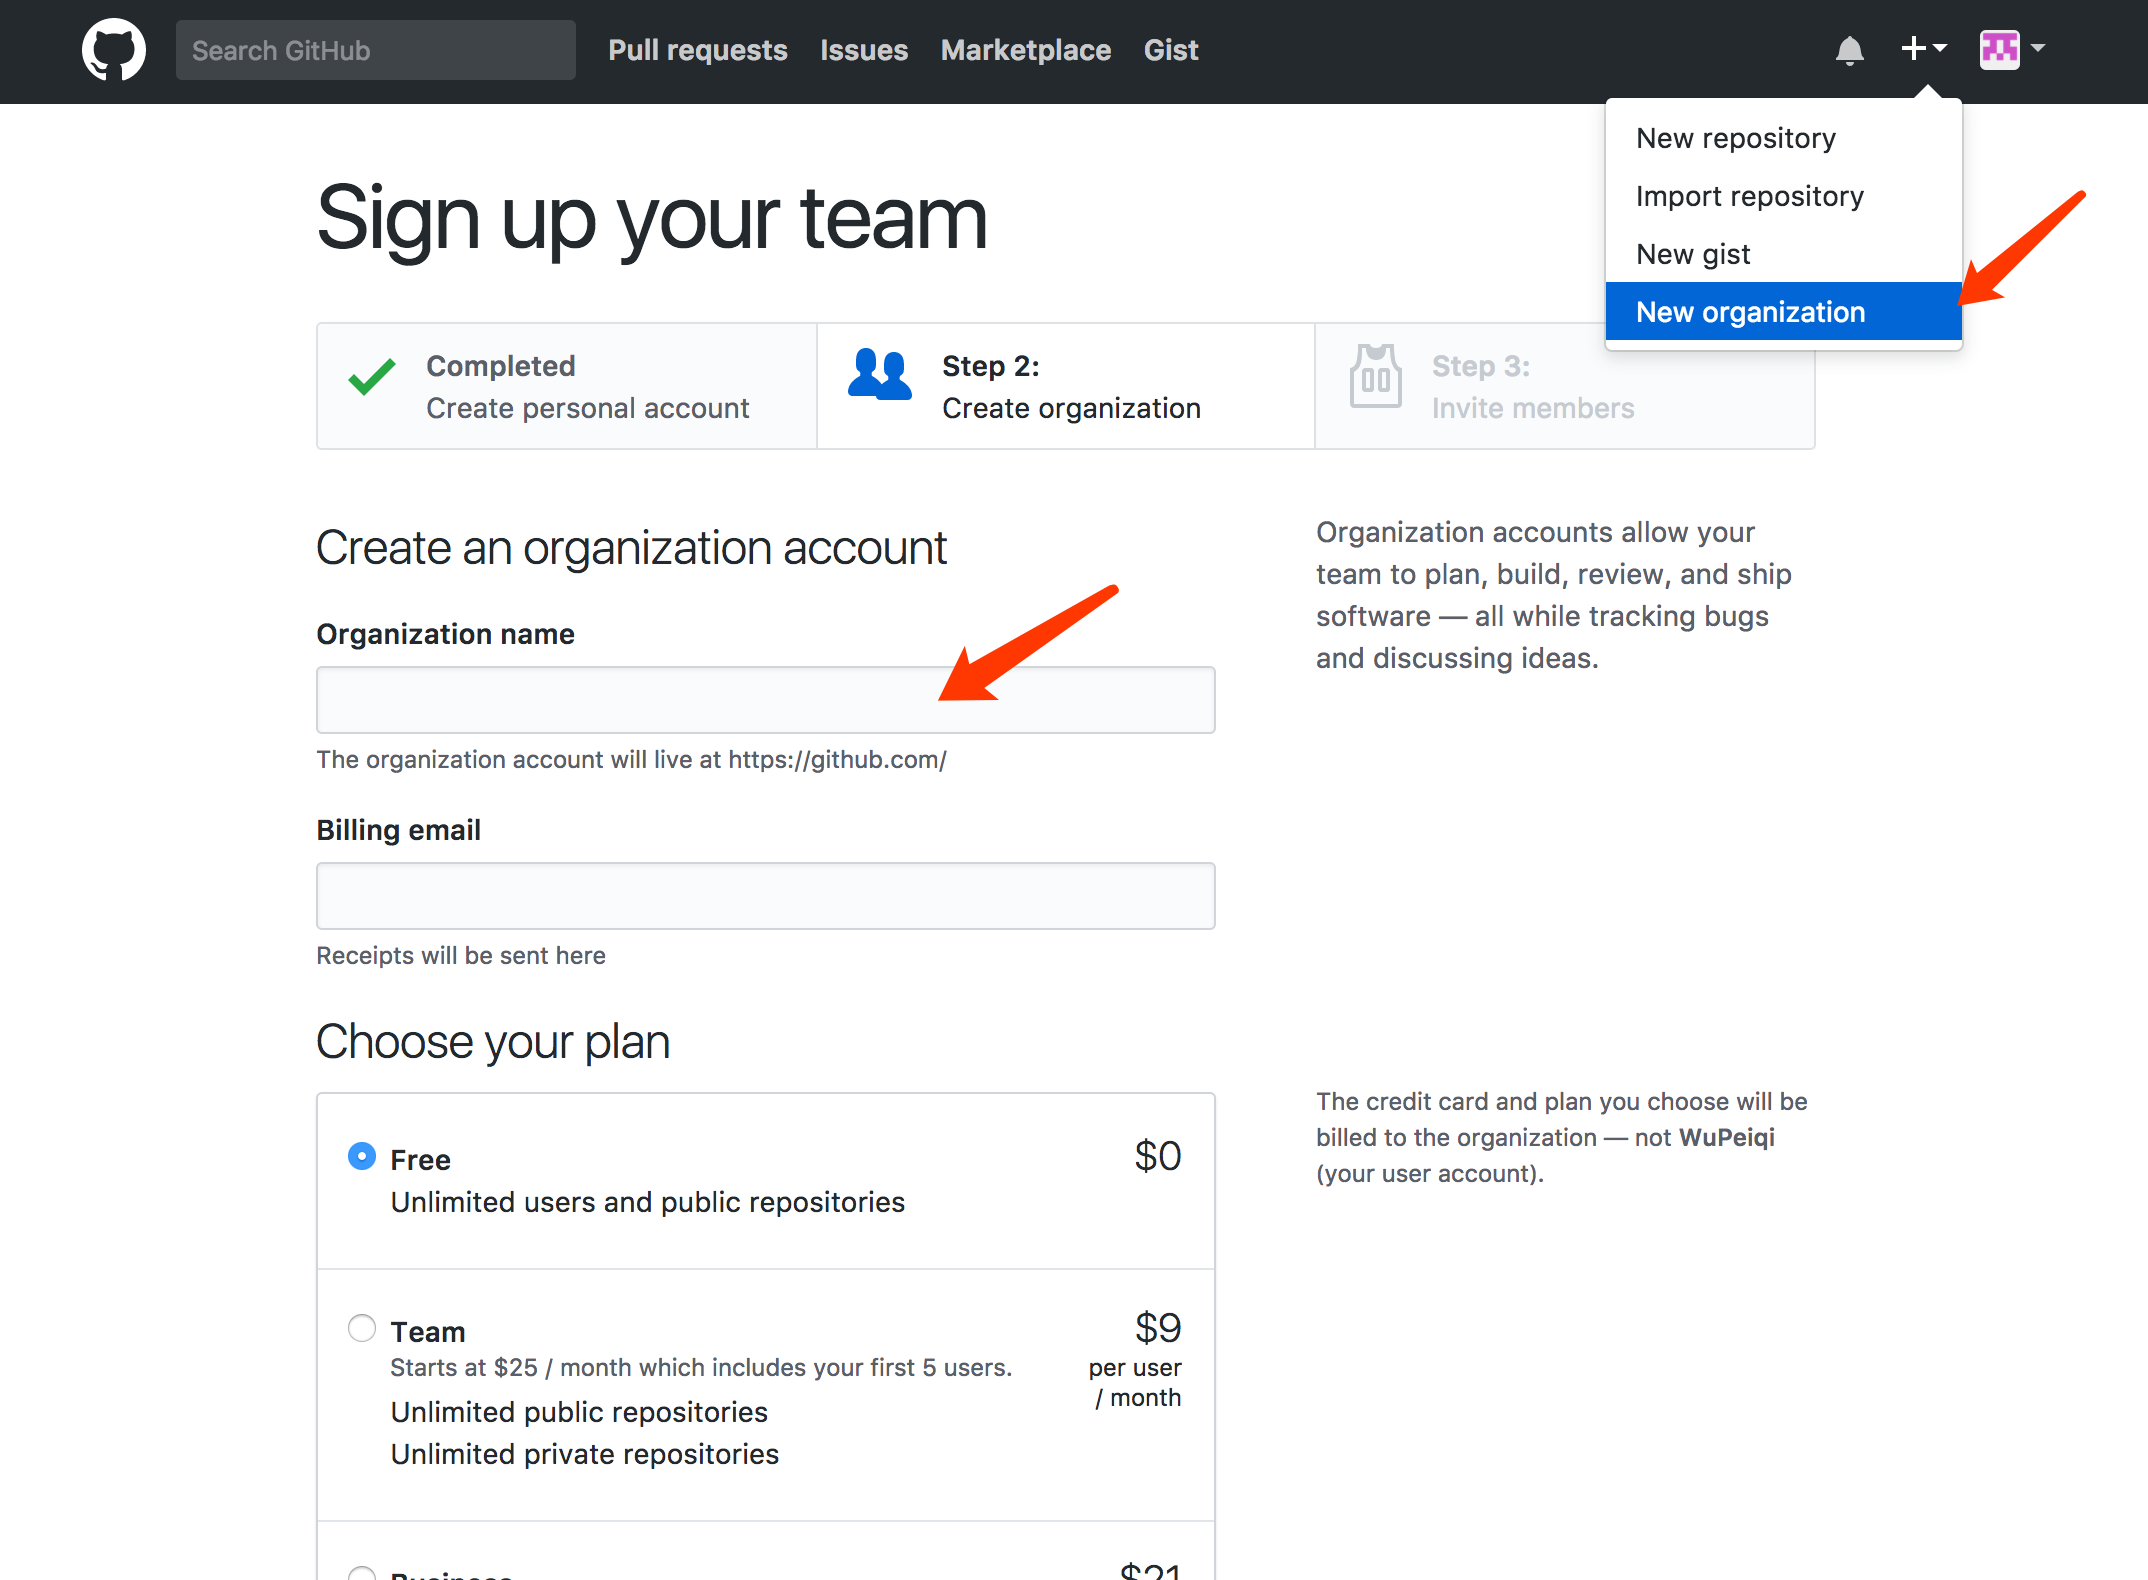 Search GitHub Pull requests Issues Marketplace Gist
New repository
Import repository
New gist
New organization
Sign up your team
Completed
Create personal account
Step 2:
Create organization
Step 3:
Invite members
Create an organization account
Organization name
The organization account will live at https://github.com/
Billing email
Receipts will be sent here
Organization accounts allow your
team to plan, build, review, and ship
software — all while tracking bugs
and discussing ideas.
Choose your plan
Free $0
Unlimited users and public repositories
Team $9
Starts at $25 / month which includes your first 5 users. per user
/ month
Unlimited public repositories
Unlimited private repositories
Business $21
The credit card and plan you choose will be
billed to the organization — not WuPeiqi
(your user account).